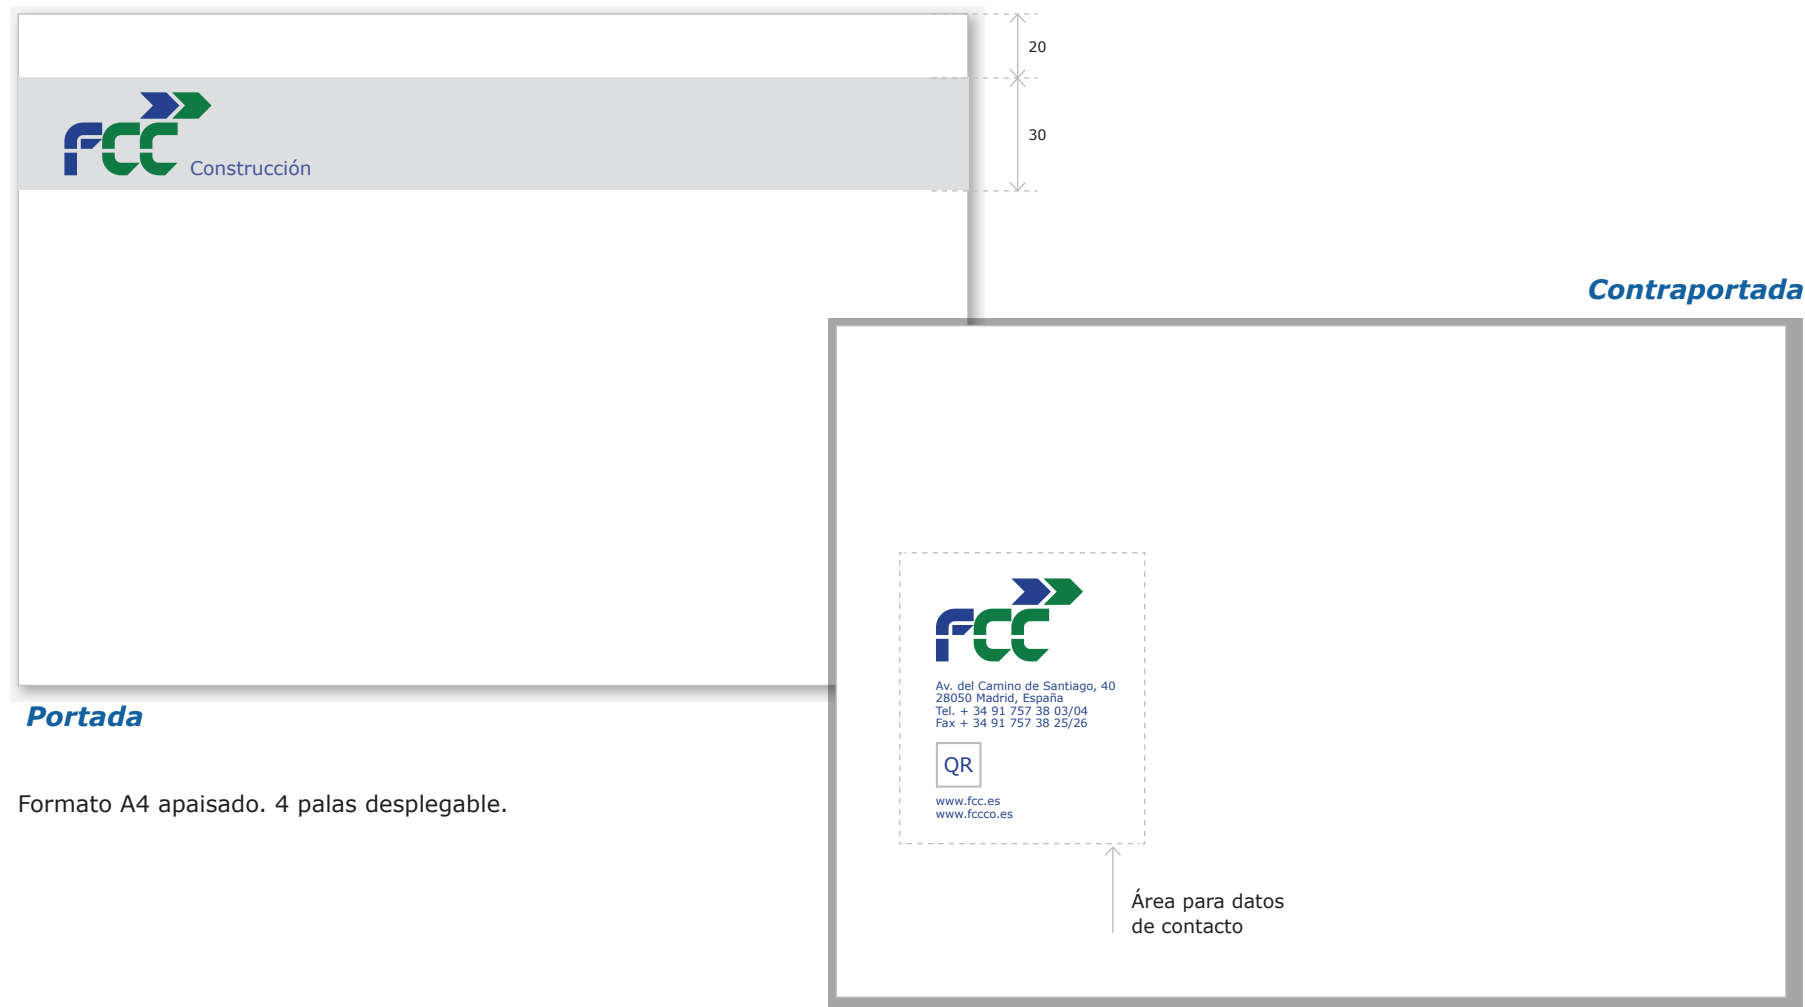 20
30
FCC
Construcción
Portada
Formato A4 apaisado. 4 palas desplegable.
Contraportada
FCC
Av. del Camino de Santiago, 40
28050 Madrid, España
Tel. + 34 91 757 38 03/04
Fax + 34 91 757 38 25/26
QR
www.fcc.es
www.fccco.es
Área para datos
de contacto